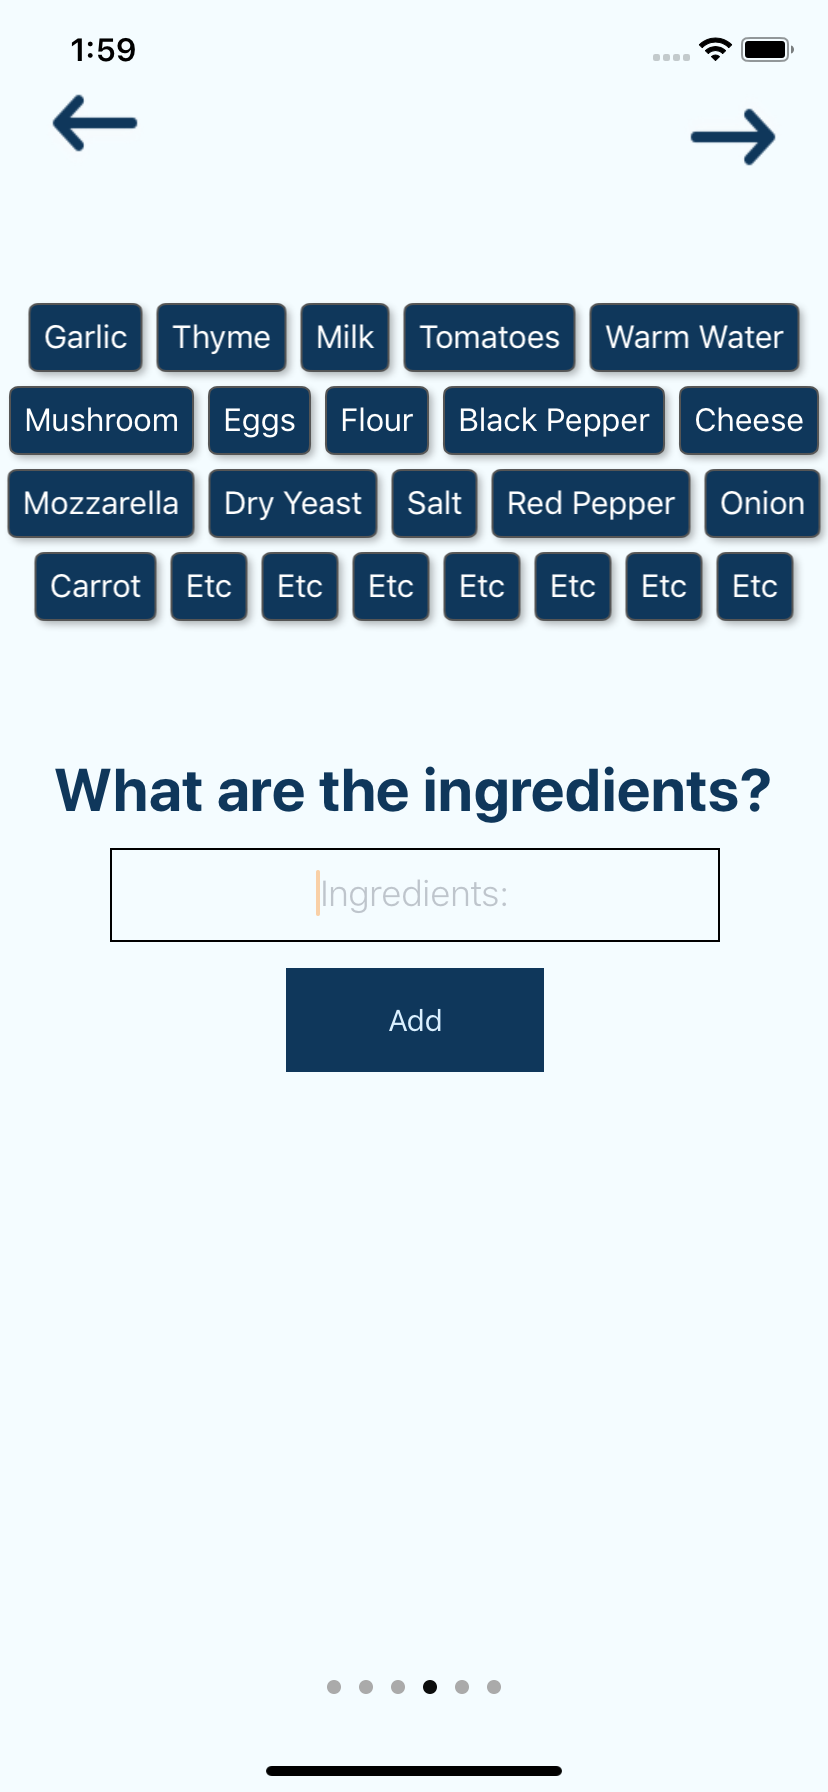 1:59
Garlic Thyme Milk Tomatoes Warm Water
Mushroom Eggs Flour Black Pepper Cheese
Mozzarella Dry Yeast Salt Red Pepper Onion
Carrot Etc Etc Etc Etc Etc Etc Etc
What are the ingredients?
Ingredients:
Add